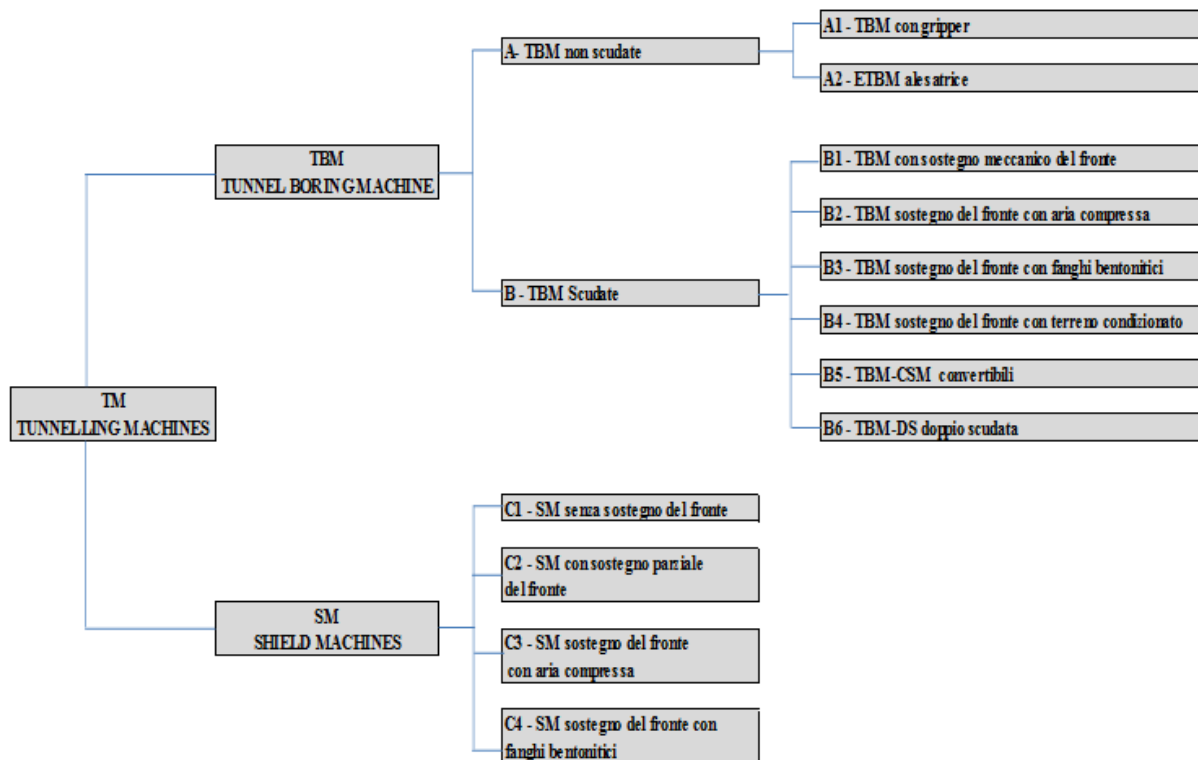 A1 - TBM con gripper
A- TBM non scudate
A2 - ETBM alesatrice
TBM
TUNNEL BORING MACHINE
B1 - TBM con sostegno meccanico del fronte
B2 - TBM sostegno del fronte con aria compressa
B3 - TBM sostegno del fronte con fanghi bentonitici
B - TBM Scudate
B4 - TBM sostegno del fronte con terreno condizionato
B5 - TBM-CSM convertibili
B6 - TBM-DS doppio scudata
TM
TUNNELLING MACHINES
C1 - SM senza sostegno del fronte
C2 - SM con sostegno parziale
del fronte
SM
SHIELD MACHINES
C3 - SM sostegno del fronte
con aria compressa
C4 - SM sostegno del fronte con
fanghi bentonitici